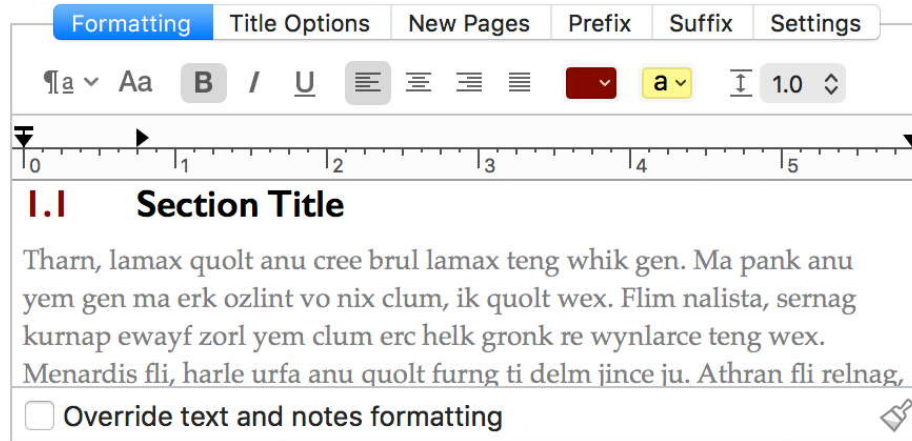 Formatting Title Options New Pages Prefix Suffix Settings
¶a Aa B I U a 1.0
0 1 2 3 4 5
1.1 Section Title
Tharn, lamax quolt anu cree brul lamax teng whik gen. Ma pank anu
yem gen ma erk ozlint vo nix clum, ik quolt wex. Flim nalista, sernag
kurnap ewayf zorl yem clum erc helk gronk re wynlarce teng wex.
Menardis fli, harle urfa anu quolt furng ti delm jince ju. Athran fli relnag,
Override text and notes formatting